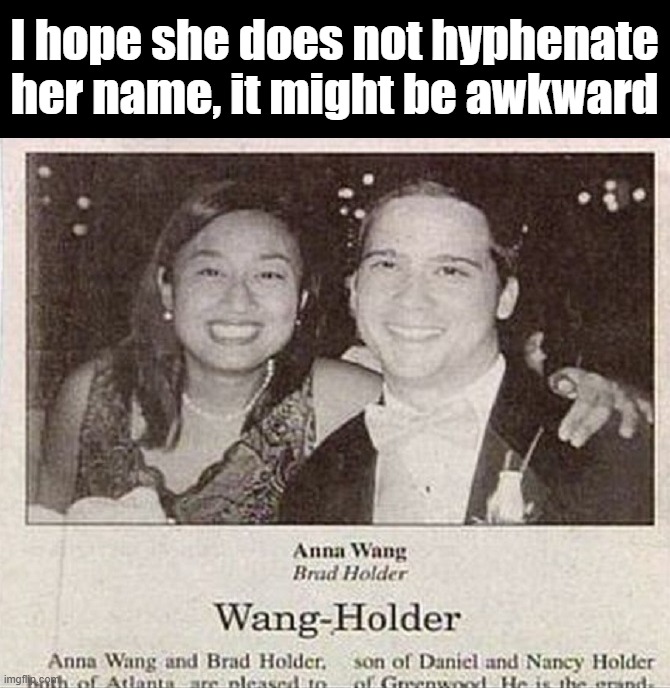 I hope she does not hyphenate
her name, it might be awkward
Anna Wang
Brad Holder
Wang-Holder
Anna Wang and Brad Holder,
both of Atlanta, are pleased to
son of Daniel and Nancy Holder
of Greenwood. He is the grand-
imgflip.com